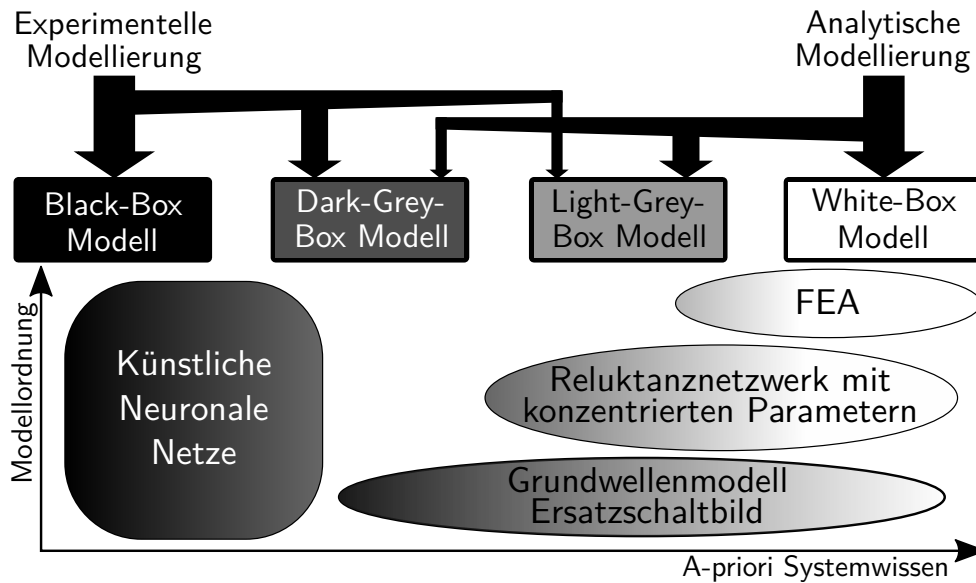 Experimentelle
Modellierung
Analytische
Modellierung
Black-Box
Modell
Dark-Grey-
Box Modell
Light-Grey-
Box Modell
White-Box
Modell
Modellordnung
Künstliche
Neuronale
Netze
FEA
Reluktanznetzwerk mit
konzentrierten Parametern
Grundwellenmodell
Ersatzschaltbild
A-priori Systemwissen